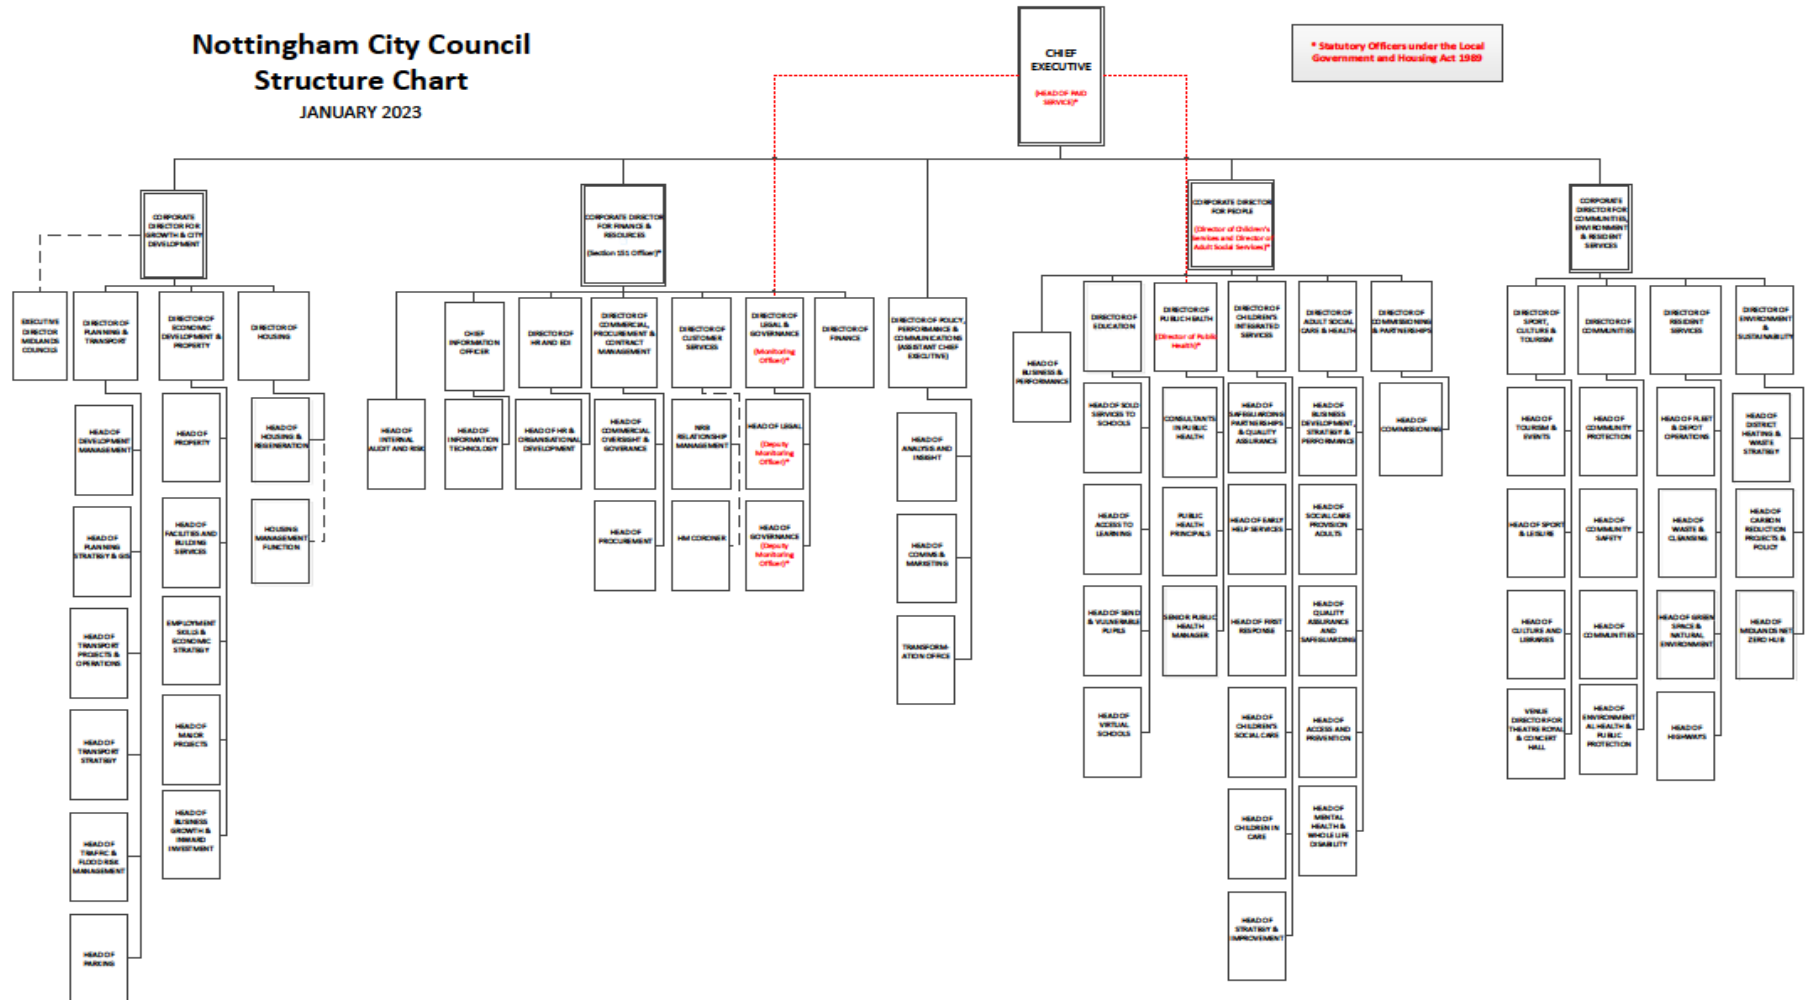 Nottingham City Council
Structure Chart
JANUARY 2023
CHIEF
EXECUTIVE
(HEAD OF PAID
SERVICE)*
* Statutory Officers under the Local
Government and Housing Act 1989
CORPORATE
DIRECTOR FOR
GROWTH & CITY
DEVELOPMENT
CORPORATE DIRECTOR
FOR FINANCE &
RESOURCES
(Section 151 Officer)*
CORPORATE DIRECTOR
FOR PEOPLE
(Director of Children's
Services and Director of
Adult Social Services)*
CORPORATE
DIRECTOR FOR
COMMUNITIES,
ENVIRONMENT
& RESIDENT
SERVICES
EXECUTIVE
DIRECTOR
MIDLANDS
COUNCILS
DIRECTOR OF
PLANNING &
TRANSPORT
DIRECTOR OF
ECONOMIC
DEVELOPMENT &
PROPERTY
DIRECTOR OF
HOUSING
CHIEF
INFORMATION
OFFICER
DIRECTOR OF
HR AND EDI
DIRECTOR OF
COMMERCIAL,
PROCUREMENT &
CONTRACT
MANAGEMENT
DIRECTOR OF
CUSTOMER
SERVICES
DIRECTOR OF
LEGAL &
GOVERNANCE
(Monitoring
Officer)*
DIRECTOR OF
FINANCE
DIRECTOR OF POLICY,
PERFORMANCE &
COMMUNICATIONS
(ASSISTANT CHIEF
EXECUTIVE)
HEAD OF
BUSINESS &
PERFORMANCE
DIRECTOR OF
EDUCATION
DIRECTOR OF
PUBLIC HEALTH
(Director of Public
Health)*
DIRECTOR OF
CHILDREN'S
INTEGRATED
SERVICES
DIRECTOR OF
ADULT SOCIAL
CARE & HEALTH
DIRECTOR OF
COMMISSIONING
& PARTNERSHIPS
DIRECTOR OF
SPORT,
CULTURE &
TOURISM
DIRECTOR OF
COMMUNITIES
DIRECTOR OF
RESIDENT
SERVICES
DIRECTOR OF
ENVIRONMENT
&
SUSTAINABILITY
HEAD OF
DEVELOPMENT
MANAGEMENT
HEAD OF
PLANNING
STRATEGY & GIS
HEAD OF
TRANSPORT
PROJECTS &
OPERATIONS
HEAD OF
TRANSPORT
STRATEGY
HEAD OF
TRAFFIC &
FLOOD RISK
MANAGEMENT
HEAD OF
PARKING
HEAD OF
PROPERTY
HEAD OF
FACILITIES AND
BUILDING
SERVICES
EMPLOYMENT
SKILLS &
ECONOMIC
STRATEGY
HEAD OF
MAJOR
PROJECTS
HEAD OF
BUSINESS
GROWTH &
INWARD
INVESTMENT
HEAD OF
HOUSING &
REGENERATION
HOUSING
MANAGEMENT
FUNCTION
HEAD OF
INTERNAL
AUDIT AND RISK
HEAD OF
INFORMATION
TECHNOLOGY
HEAD OF HR &
ORGANISATIONAL
DEVELOPMENT
HEAD OF
COMMERCIAL
OVERSIGHT &
GOVERANCE
HEAD OF
PROCUREMENT
NRB
RELATIONSHIP
MANAGEMENT
HM CORONER
HEAD OF LEGAL
(Deputy
Monitoring
Officer)*
HEAD OF
GOVERNANCE
(Deputy
Monitoring
Officer)*
HEAD OF
ANALYSIS AND
INSIGHT
HEAD OF
COMMS &
MARKETING
TRANSFORM-
ATION OFFICE
HEAD OF SOLD
SERVICES TO
SCHOOLS
HEAD OF
ACCESS TO
LEARNING
HEAD OF SEND
& VULNERABLE
PUPILS
HEAD OF
VIRTUAL
SCHOOLS
CONSULTANTS
IN PUBLIC
HEALTH
PUBLIC
HEALTH
PRINCIPALS
SENIOR PUBLIC
HEALTH
MANAGER
HEAD OF
SAFEGUARDING
PARTNERSHIPS
& QUALITY
ASSURANCE
HEAD OF EARLY
HELP SERVICES
HEAD OF FIRST
RESPONSE
HEAD OF
CHILDREN'S
SOCIAL CARE
HEAD OF
CHILDREN IN
CARE
HEAD OF
STRATEGY &
IMPROVEMENT
HEAD OF
BUSINESS
DEVELOPMENT,
STRATEGY &
PERFORMANCE
HEAD OF
SOCIAL CARE
PROVISION
ADULTS
HEAD OF
QUALITY
ASSURANCE
AND
SAFEGUARDING
HEAD OF
ACCESS AND
PREVENTION
HEAD OF
MENTAL
HEALTH &
WHOLE LIFE
DISABILITY
HEAD OF
COMMISSIONING
HEAD OF
TOURISM &
EVENTS
HEAD OF SPORT
& LEISURE
HEAD OF
CULTURE AND
LIBRARIES
VENUE
DIRECTOR FOR
THEATRE ROYAL
& CONCERT
HALL
HEAD OF
COMMUNITY
PROTECTION
HEAD OF
COMMUNITY
SAFETY
HEAD OF
COMMUNITIES
HEAD OF
ENVIRONMENT
AL HEALTH &
PUBLIC
PROTECTION
HEAD OF FLEET
& DEPOT
OPERATIONS
HEAD OF
WASTE &
CLEANSING
HEAD OF GREEN
SPACE &
NATURAL
ENVIRONMENT
HEAD OF
HIGHWAYS
HEAD OF
DISTRICT
HEATING &
WASTE
STRATEGY
HEAD OF
CARBON
REDUCTION
PROJECTS &
POLICY
HEAD OF
MIDLANDS NET
ZERO HUB